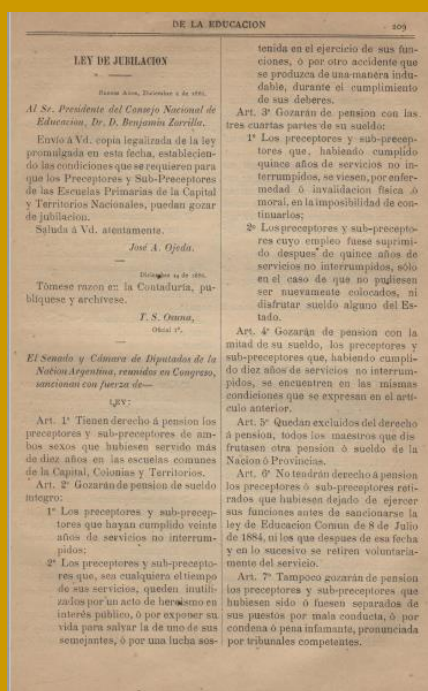 DE LA EDUCACION 209
LEY DE JUBILACION
Buenos Aires, Diciembre 2 de 1886.
Al Sr. Presidente del Consejo Nacional de
Educacion, Dr. D. Benjamin Zorrilla.
Envío á Vd. copia legalizada de la ley
promulgada en esta fecha, establecien-
do las condiciones que se requieren para
que los Preceptores y Sub-Preceptores
de las Escuelas Primarias de la Capital
y Territorios Nacionales, puedan gozar
de jubilacion.
Saluda á Vd. atentamente.
José A. Ojeda.
Diciembre 14 de 1886.
Tómese razon en la Contaduría, pu-
blíquese y archívese.
T. S. Osuna,
Oficial 1º.
El Senado y Cámara de Diputados de la
Nacion Argentina, reunidos en Congreso,
sancionan con fuerza de—
LEY:
Art. 1º Tienen derecho á pension los
preceptores y sub-preceptores de am-
bos sexos que hubiesen servido más
de diez años en las escuelas comunes
de la Capital, Colonias y Territorios.
Art. 2º Gozarán de pension de sueldo
íntegro:
1º Los preceptores y sub-precep-
tores que hayan cumplido veinte
años de servicios no interrum-
pidos;
2º Los preceptores y sub-precepto-
res que, sea cualquiera el tiempo
de sus servicios, queden inutili-
zados por un acto de heroismo en
interés público, ó por exponer su
vida para salvar la de uno de sus
semejantes, ó por una lucha sos-
tenida en el ejercicio de sus fun-
ciones, ó por otro accidente que
se produzca de una manera indu-
dable, durante el cumplimiento
de sus deberes.
Art. 3º Gozarán de pension con las
tres cuartas partes de su sueldo:
1º Los preceptores y sub-precep-
tores que, habiendo cumplido
quince años de servicios no in-
terrumpidos, se viesen, por enfer-
medad ó invalidacion física ó
moral, en la imposibilidad de con-
tinuarlos;
2º Los preceptores y sub-precepto-
res cuyo empleo fuese suprimi-
do despues de quince años de
servicios no interrumpidos, sólo
en el caso de que no pudiesen
ser nuevamente colocados, ni
disfrutar sueldo alguno del Es-
tado.
Art. 4º Gozarán de pension con la
mitad de su sueldo, los preceptores y
sub-preceptores que, habiendo cumpli-
do diez años de servicios no interrum-
pidos, se encuentren en las mismas
condiciones que se expresan en el artí-
culo anterior.
Art. 5º Quedan excluidos del derecho
á pension, todos los maestros que dis-
frutasen otra pension ó sueldo de la
Nacion ó Provincias.
Art. 6º No tendrán derecho á pension
los preceptores ó sub-preceptores reti-
rados que hubiesen dejado de ejercer
sus funciones antes de sancionarse la
ley de Educacion Comun de 8 de Julio
de 1884, ni los que despues de esa fecha
y en lo sucesivo se retiren voluntaria-
mente del servicio.
Art. 7º Tampoco gozarán de pension
los preceptores y sub-preceptores que
hubiesen sido ó fuesen separados de
sus puestos por mala conducta, ó por
condena ó pena infamante, pronunciada
por tribunales competentes.